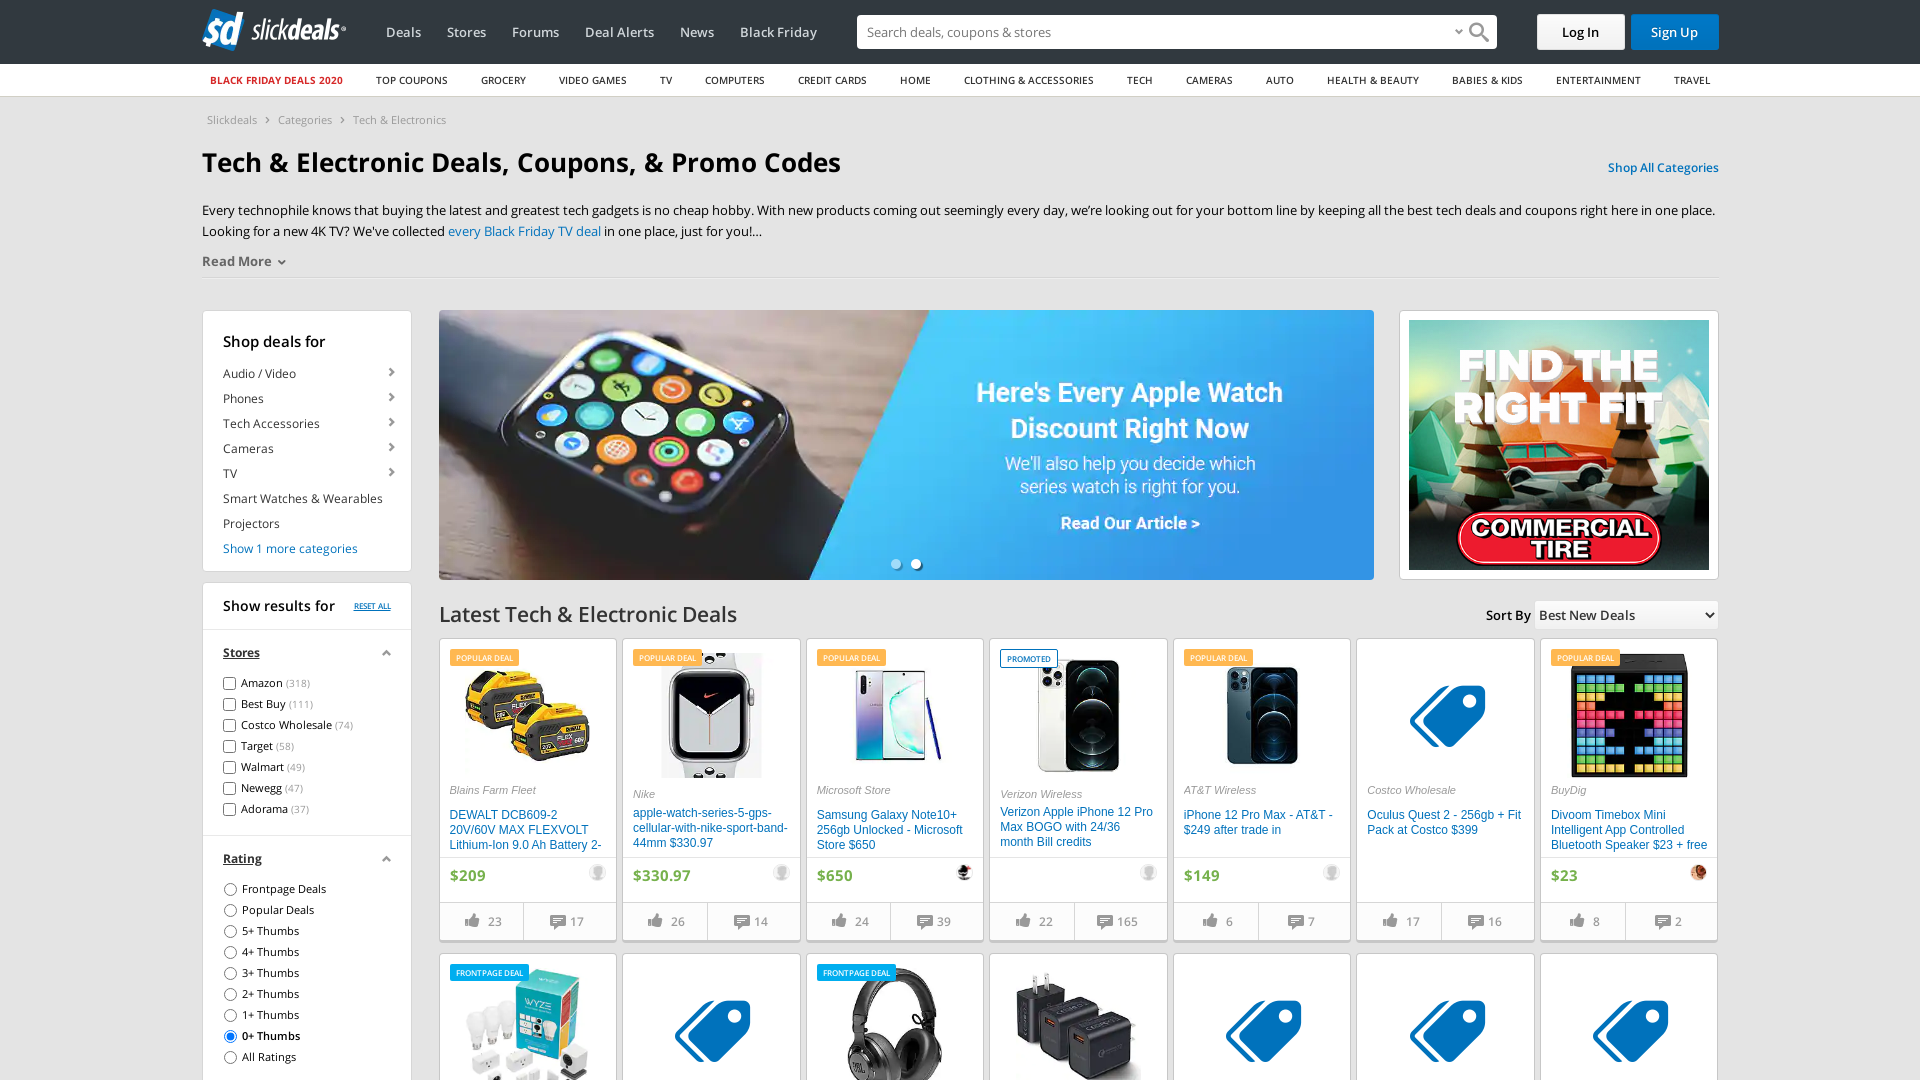 slickdeals
Deals
Stores
Forums
Deal Alerts
News
Black Friday
Search deals, coupons & stores
Log In
Sign Up
BLACK FRIDAY DEALS 2020
TOP COUPONS
GROCERY
VIDEO GAMES
TV
COMPUTERS
CREDIT CARDS
HOME
CLOTHING & ACCESSORIES
TECH
CAMERAS
AUTO
HEALTH & BEAUTY
BABIES & KIDS
ENTERTAINMENT
TRAVEL
Slickdeals > Categories > Tech & Electronics
Tech & Electronic Deals, Coupons, & Promo Codes
Shop All Categories
Every technophile knows that buying the latest and greatest tech gadgets is no cheap hobby. With new products coming out seemingly every day, we're looking out for your bottom line by keeping all the best tech deals and coupons right here in one place.
Looking for a new 4K TV? We've collected every Black Friday TV deal in one place, just for you!...
Read More
Shop deals for
Audio / Video
Phones
Tech Accessories
Cameras
TV
Smart Watches & Wearables
Projectors
Show 1 more categories
Here's Every Apple Watch
Discount Right Now
We'll also help you decide which
series watch is right for you.
Read Our Article >
FIND THE
RIGHT FIT
COMMERCIAL
TIRE
Show results for
RESET ALL
Stores
Amazon (318)
Best Buy (111)
Costco Wholesale (74)
Target (58)
Walmart (49)
Newegg (47)
Adorama (37)
Rating
Frontpage Deals
Popular Deals
5+ Thumbs
4+ Thumbs
3+ Thumbs
2+ Thumbs
1+ Thumbs
0+ Thumbs
All Ratings
Latest Tech & Electronic Deals
Sort By
Best New Deals
POPULAR DEAL
Blains Farm Fleet
DEWALT DCB609-2
20V/60V MAX FLEXVOLT
Lithium-Ion 9.0 Ah Battery 2-
$209
23
17
POPULAR DEAL
Nike
apple-watch-series-5-gps-
cellular-with-nike-sport-band-
44mm $330.97
$330.97
26
14
POPULAR DEAL
Microsoft Store
Samsung Galaxy Note10+
256gb Unlocked - Microsoft
Store $650
$650
24
39
PROMOTED
Verizon Wireless
Verizon Apple iPhone 12 Pro
Max BOGO with 24/36
month Bill credits
22
165
POPULAR DEAL
AT&T Wireless
iPhone 12 Pro Max - AT&T -
$249 after trade in
$149
6
7
Costco Wholesale
Oculus Quest 2 - 256gb + Fit
Pack at Costco $399
17
16
POPULAR DEAL
BuyDig
Divoom Timebox Mini
Intelligent App Controlled
Bluetooth Speaker $23 + free
$23
8
2
FRONTPAGE DEAL
WYZE
FRONTPAGE DEAL